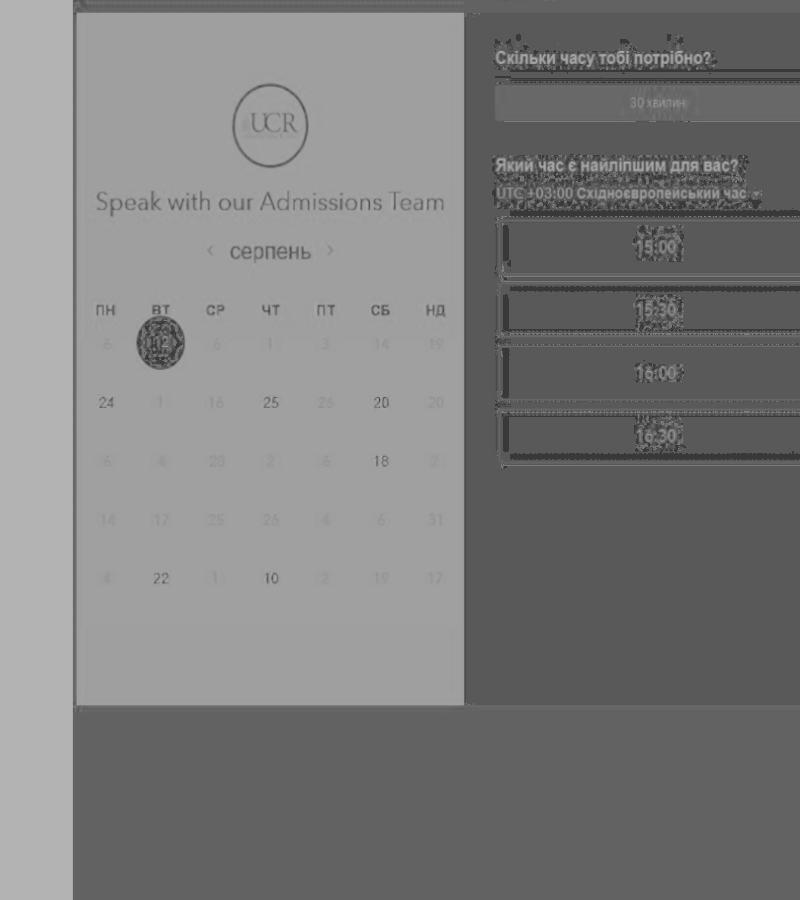 UCR
Speak with our Admissions Team
‹ серпень ›
ПН ВТ СР ЧТ ПТ СБ НД
6 12 6 1 3 14 19
24 1 16 25 26 20 20
6 4 20 2 6 18 2
14 17 25 26 4 6 31
4 22 1 10 2 19 17
Скільки часу тобі потрібно?
30 хвилин
Який час є найліпшим для вас?
UTC +03:00 Східноєвропейський час
15:00
15:30
16:00
16:30